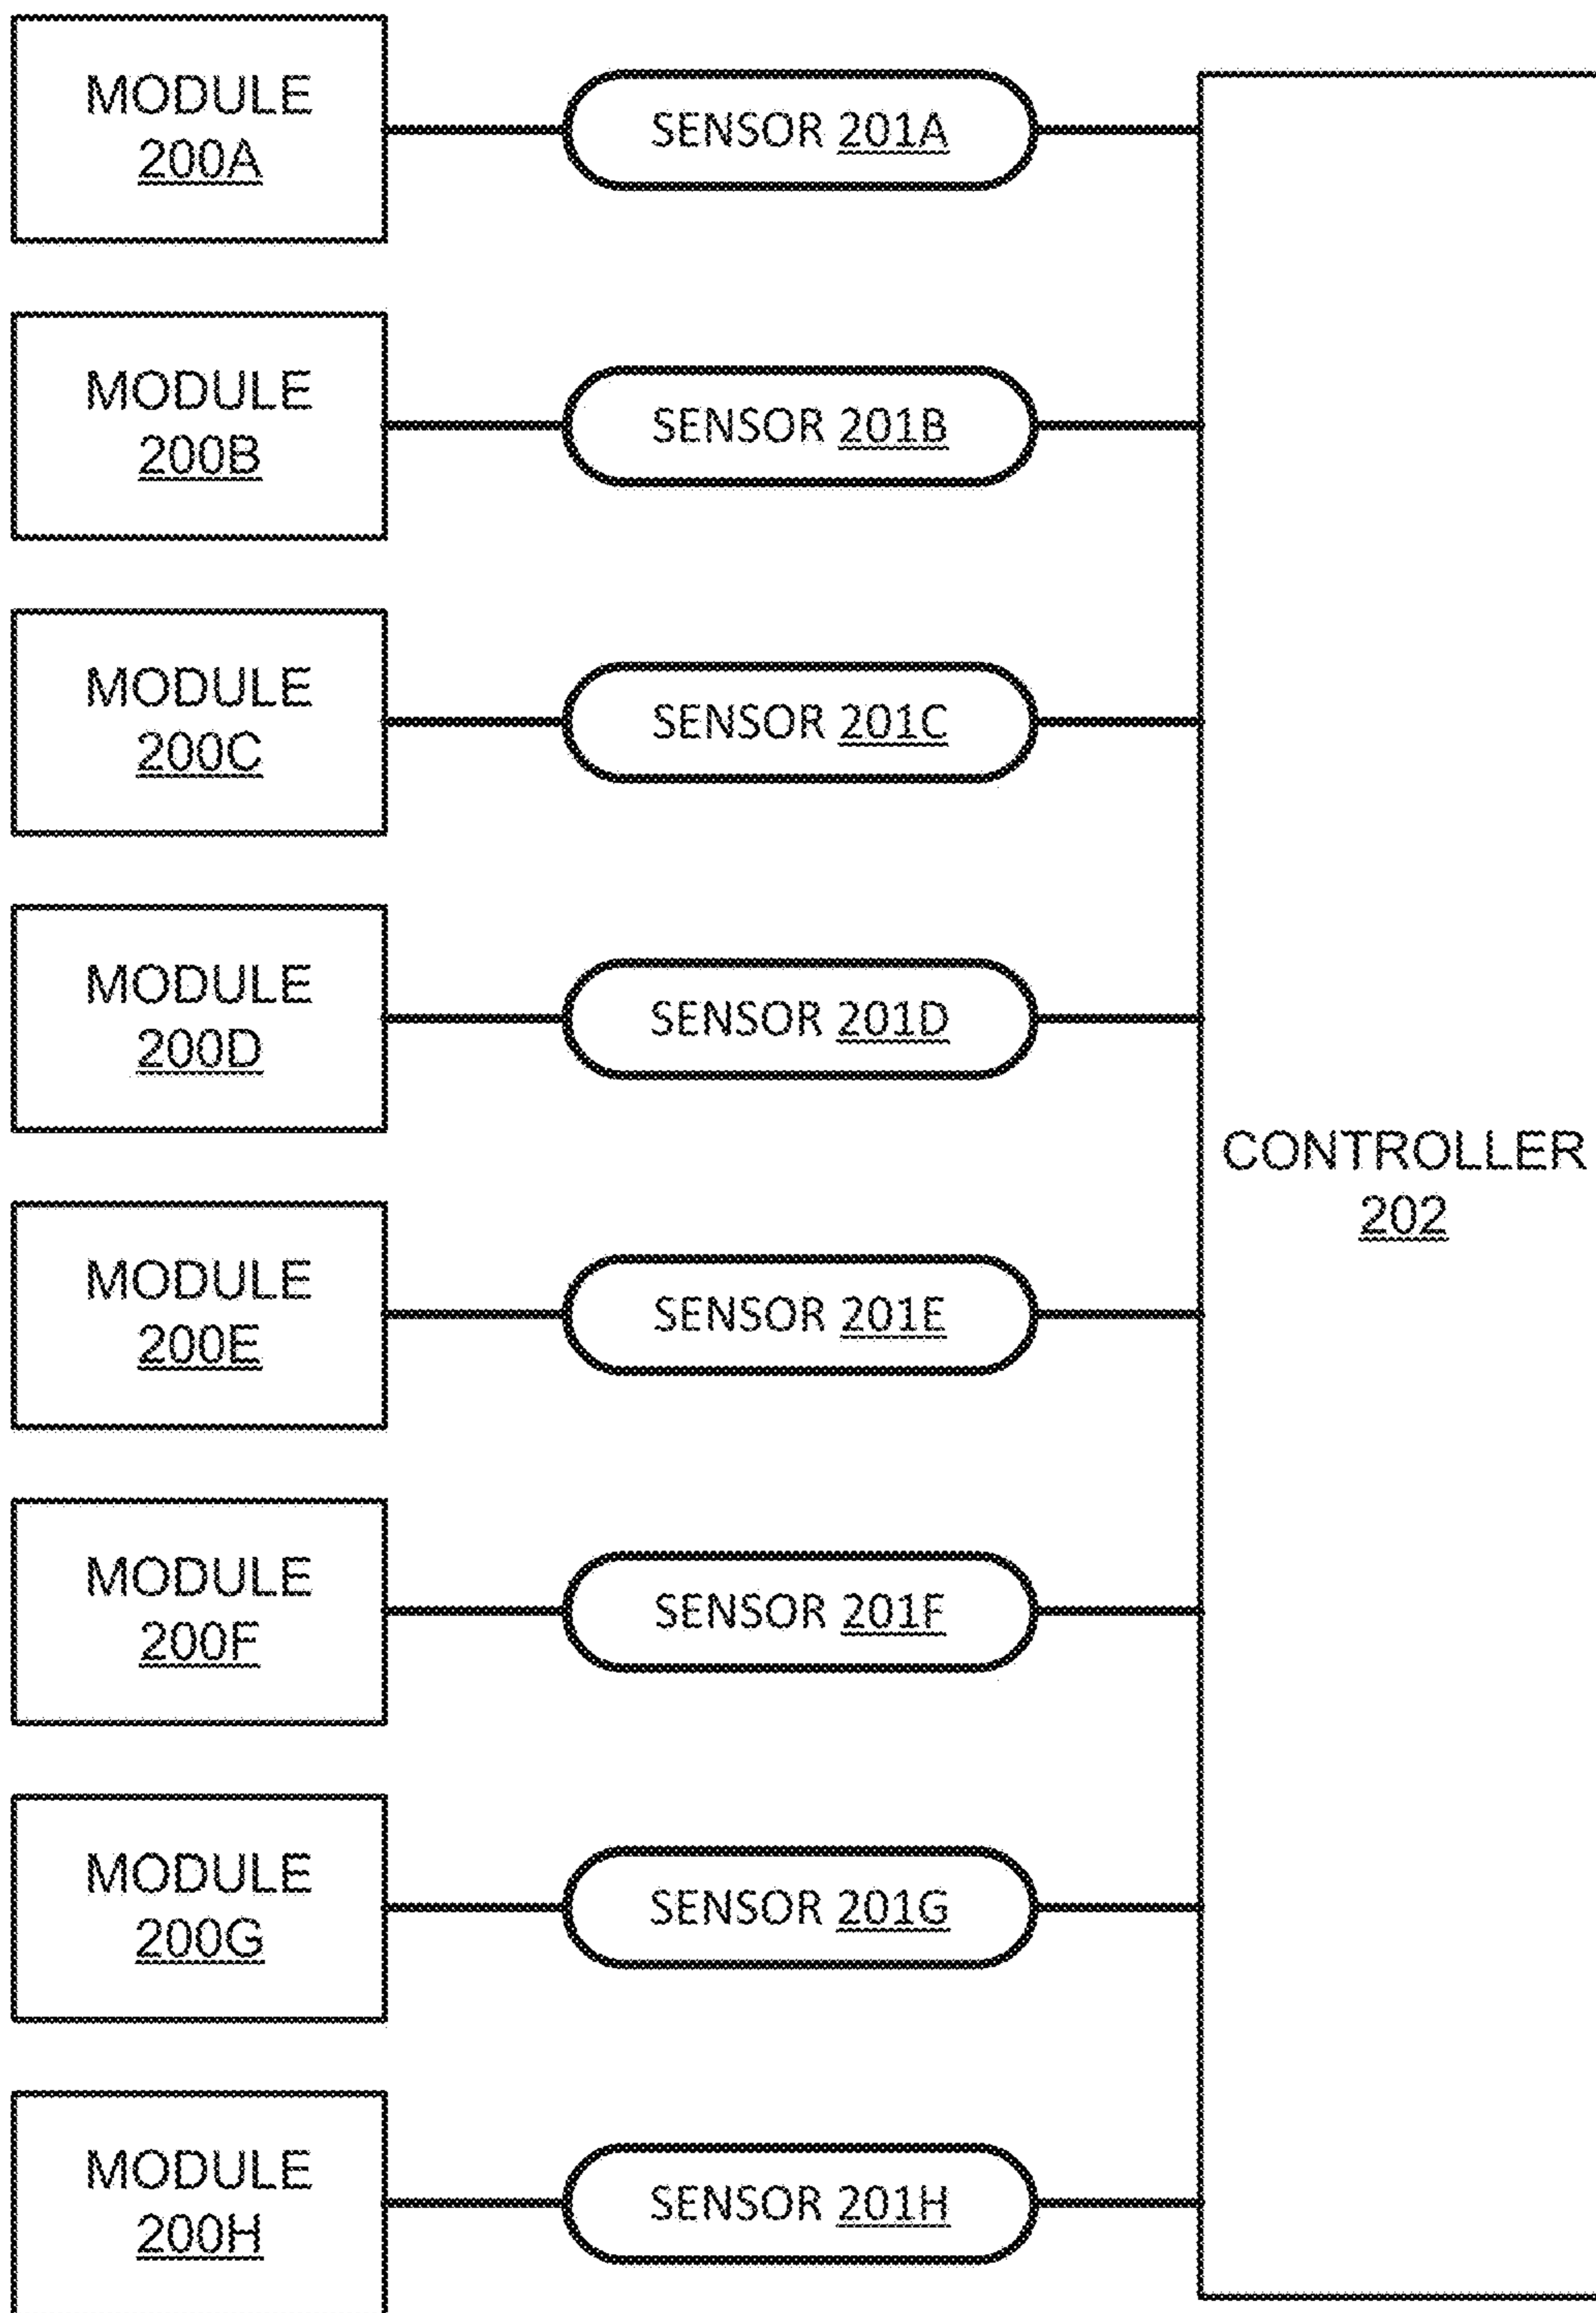 MODULE
200A
SENSOR 201A
MODULE
200B
SENSOR 201B
MODULE
200C
SENSOR 201C
MODULE
200D
SENSOR 201D
CONTROLLER
202
MODULE
200E
SENSOR 201E
MODULE
200F
SENSOR 201F
MODULE
200G
SENSOR 201G
MODULE
200H
SENSOR 201H